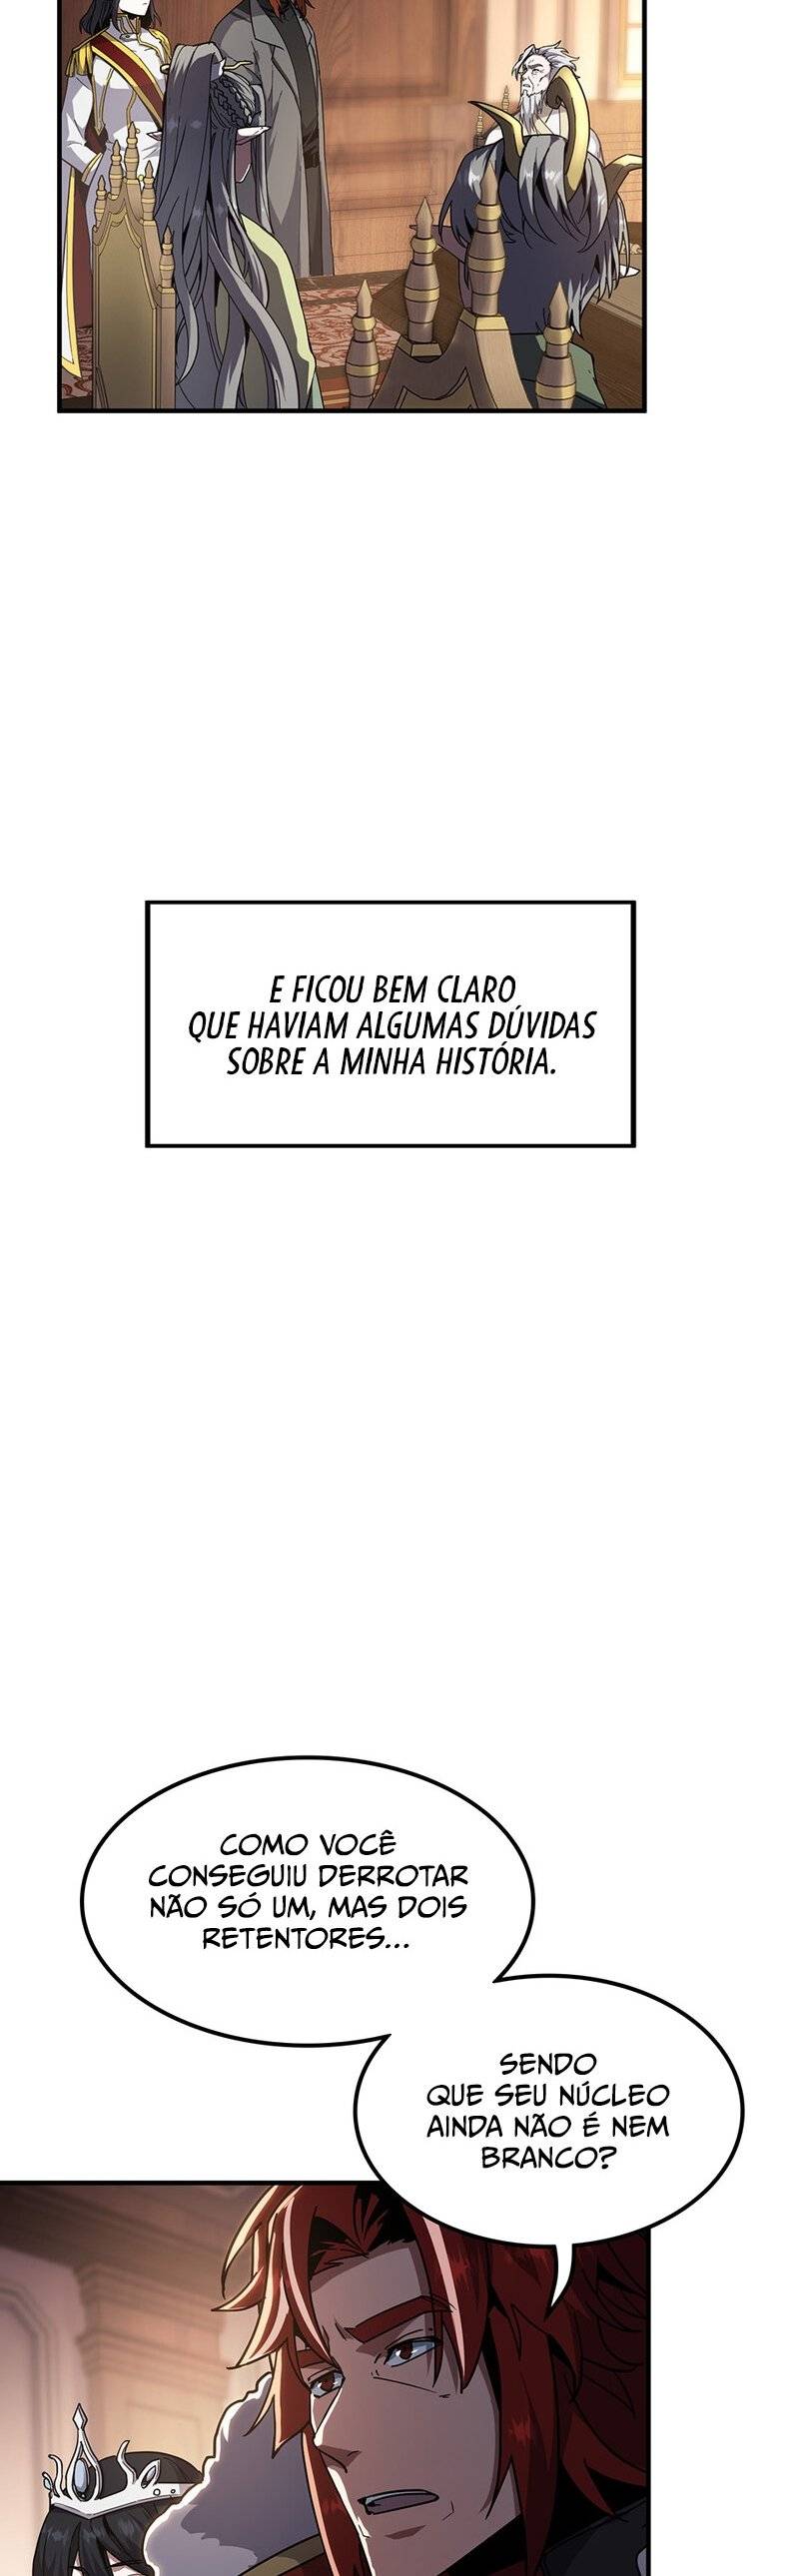 E FICOU BEM CLARO
QUE HAVIAM ALGUMAS DÚVIDAS
SOBRE A MINHA HISTÓRIA.
COMO VOCÊ
CONSEGUIU DERROTAR
NÃO SÓ UM, MAS DOIS
RETENTORES...
SENDO
QUE SEU NÚCLEO
AINDA NÃO É NEM
BRANCO?